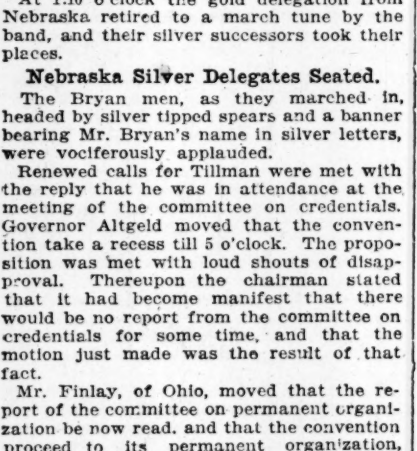 At 1.10 o'clock the gold delegation from
Nebraska retired to a march tune by the
band, and their silver successors took their
places.
Nebraska Silver Delegates Seated.
The Bryan men, as they marched in,
headed by silver tipped spears and a banner
bearing Mr. Bryan's name in silver letters,
were vociferously applauded.
Renewed calls for Tillman were met with
the reply that he was in attendance at the
meeting of the committee on credentials.
Governor Altgeld moved that the conven-
tion take a recess till 5 o'clock. The propo-
sition was met with loud shouts of disap-
proval. Thereupon the chairman stated
that it had become manifest that there
would be no report from the committee on
credentials for some time, and that the
motion just made was the result of that
fact.
Mr. Finlay, of Ohio, moved that the re-
port of the committee on permanent organi-
zation be now read, and that the convention
proceed to its permanent organization,